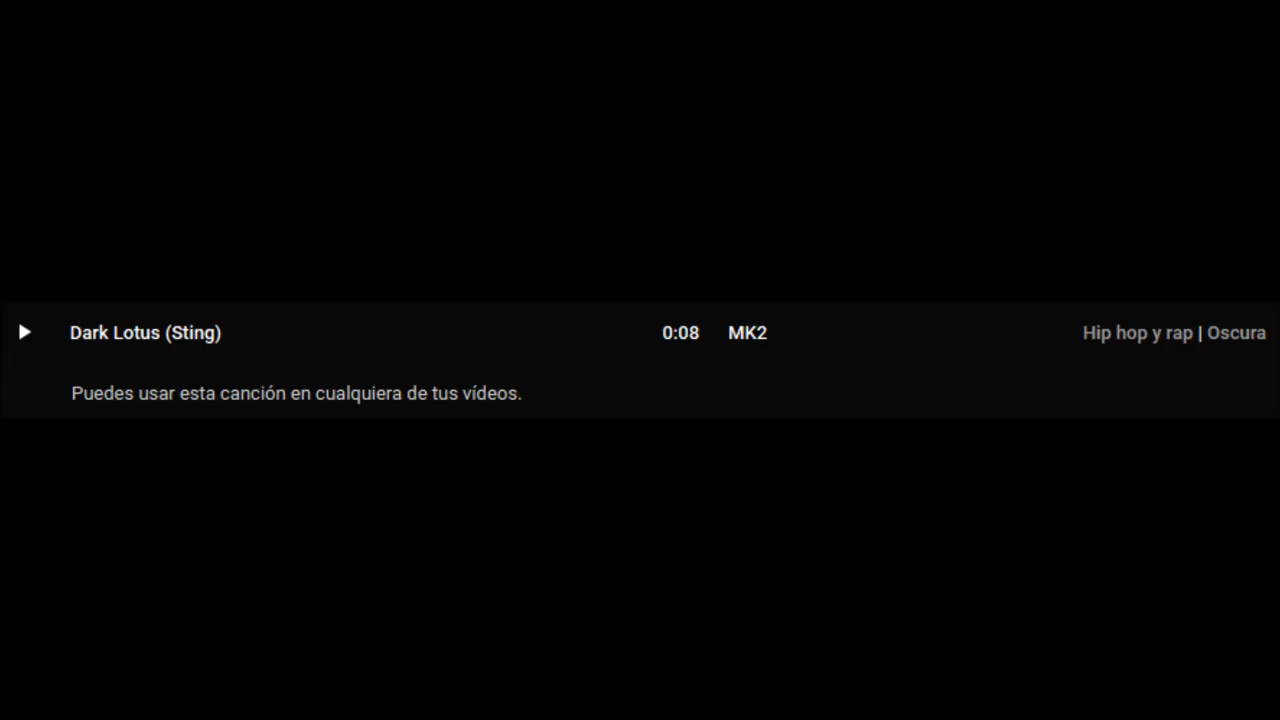 Dark Lotus (Sting) 0:08 MK2 Hip hop y rap | Oscura
Puedes usar esta canción en cualquiera de tus vídeos.